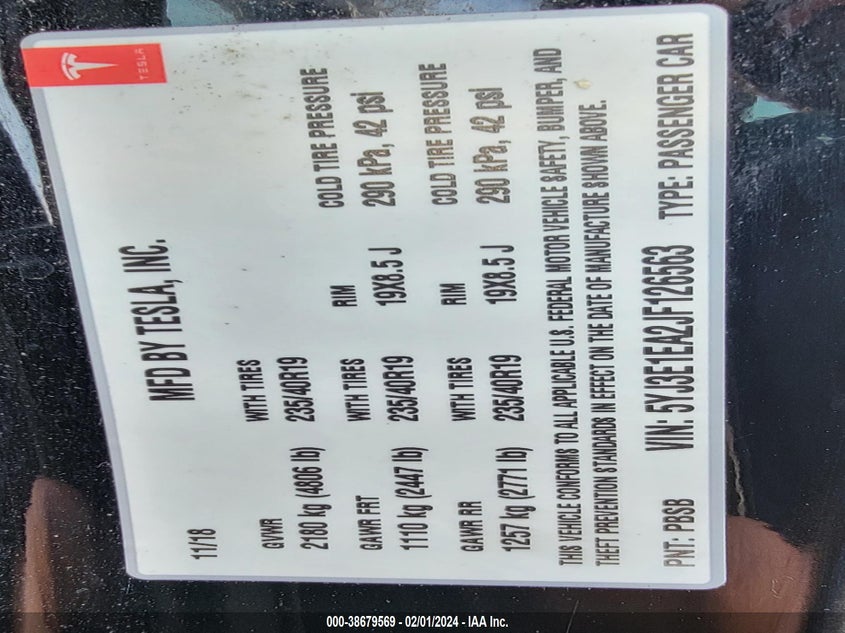 TESLA
MFD BY TESLA, INC.
11/18
GVWR WITH TIRES
2180 kg (4806 lb) 235/40R19
GAWR FRT WITH TIRES RIM COLD TIRE PRESSURE
1110 kg (2447 lb) 235/40R19 19X8.5 J 290 kPa, 42 psi
GAWR RR WITH TIRES RIM COLD TIRE PRESSURE
1257 kg (2771 lb) 235/40R19 19X8.5 J 290 kPa, 42 psi
THIS VEHICLE CONFORMS TO ALL APPLICABLE U.S. FEDERAL MOTOR VEHICLE SAFETY, BUMPER, AND
THEFT PREVENTION STANDARDS IN EFFECT ON THE DATE OF MANUFACTURE SHOWN ABOVE.
PNT: PBSB VIN: 5YJ3E1EA2JF126563 TYPE: PASSENGER CAR
000-38679569 - 02/01/2024 - IAA Inc.